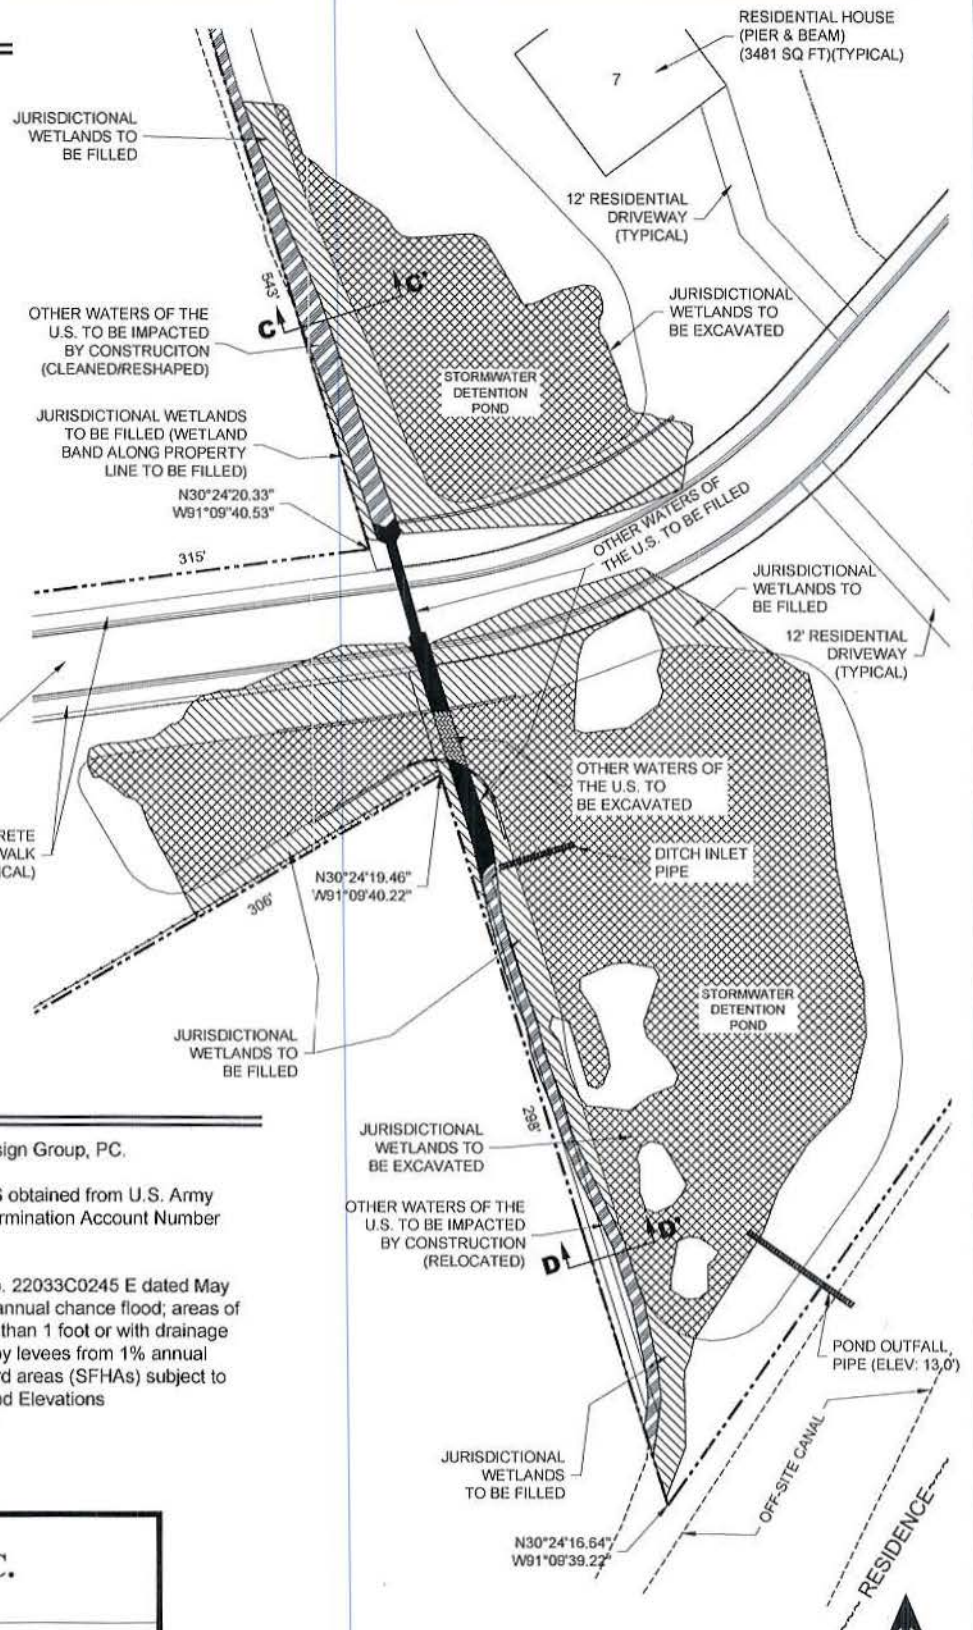 RESIDENTIAL HOUSE
(PIER & BEAM)
(3481 SQ FT)(TYPICAL)
7
JURISDICTIONAL
WETLANDS TO
BE FILLED
12' RESIDENTIAL
DRIVEWAY
(TYPICAL)
543'
C
C'
JURISDICTIONAL
WETLANDS TO
BE EXCAVATED
OTHER WATERS OF THE
U.S. TO BE IMPACTED
BY CONSTRUCITON
(CLEANED/RESHAPED)
STORMWATER
DETENTION
POND
JURISDICTIONAL WETLANDS
TO BE FILLED (WETLAND
BAND ALONG PROPERTY
LINE TO BE FILLED)
N30°24'20.33"
W91°09'40.53"
OTHER WATERS OF
THE U.S. TO BE FILLED
315'
JURISDICTIONAL
WETLANDS TO
BE FILLED
12' RESIDENTIAL
DRIVEWAY
(TYPICAL)
OTHER WATERS OF
THE U.S. TO
BE EXCAVATED
RETE
WALK
ICAL)
DITCH INLET
PIPE
N30°24'19.46"
W91°09'40.22"
306'
STORMWATER
DETENTION
POND
JURISDICTIONAL
WETLANDS TO
BE FILLED
298'
sign Group, PC.
JURISDICTIONAL
WETLANDS TO
BE EXCAVATED
S obtained from U.S. Army
ermination Account Number
OTHER WATERS OF THE
U.S. TO BE IMPACTED
BY CONSTRUCTION
(RELOCATED)
D
D'
o. 22033C0245 E dated May
annual chance flood; areas of
than 1 foot or with drainage
by levees from 1% annual
rd areas (SFHAs) subject to
od Elevations
POND OUTFALL
PIPE (ELEV: 13.0')
OFF-SITE CANAL
JURISDICTIONAL
WETLANDS
TO BE FILLED
N30°24'16.64"
W91°09'39.22"
RESIDENCE
C.